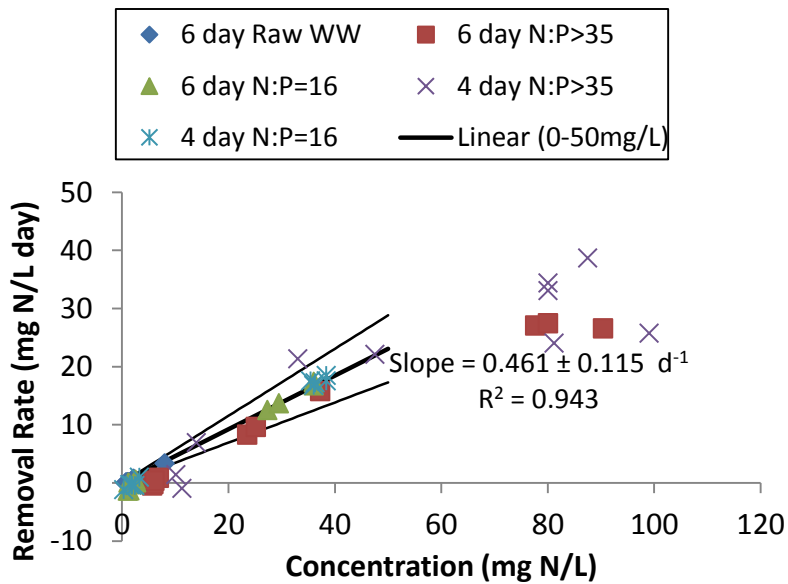 6 day Raw WW
6 day N:P>35
6 day N:P=16
4 day N:P>35
4 day N:P=16
Linear (0-50mg/L)
50
40
30
20
10
0
-10
Removal Rate (mg N/L day)
Slope = 0.461 ± 0.115 d⁻¹
R² = 0.943
0
20
40
60
80
100
120
Concentration (mg N/L)